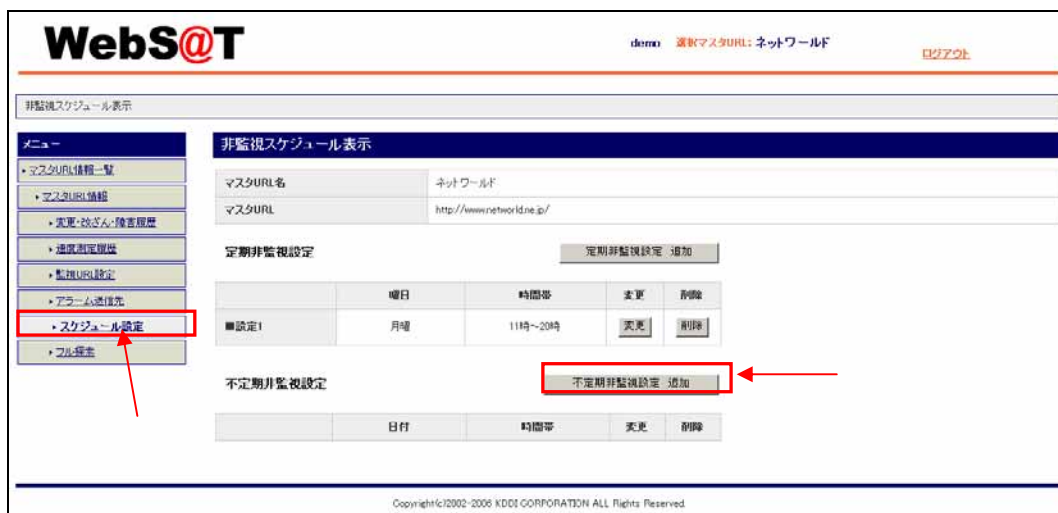 WebS@T
demo 選択マスタURL: ネットワールド
ログアウト
非監視スケジュール表示
メニュー
マスタURL情報一覧
マスタURL情報
変更・改ざん・障害履歴
速度測定履歴
監視URL設定
アラーム送信先
スケジュール設定
フル探索
非監視スケジュール表示
マスタURL名 ネットワールド
マスタURL http://www.networld.ne.jp/
定期非監視設定 定期非監視設定 追加
曜日 時間帯 変更 削除
■設定1 月曜 11時~20時 変更 削除
不定期非監視設定 不定期非監視設定 追加
日付 時間帯 変更 削除
Copyright(c)2002-2006 KDDI CORPORATION ALL Rights Reserved.